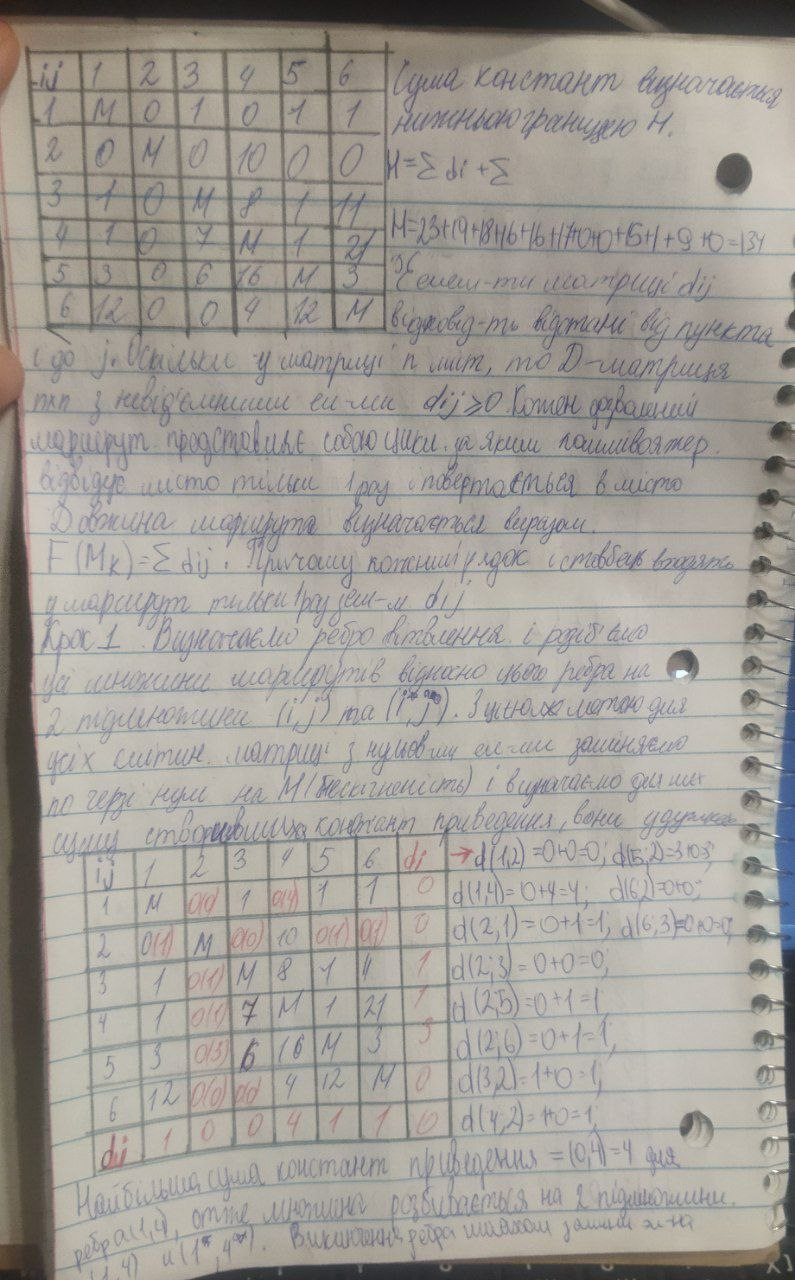 ij 1 2 3 4 5 6
1 М 0 1 0 1 1
2 0 М 0 10 0 0
3 1 0 М 8 1 11
4 1 0 7 М 1 21
5 3 0 6 16 М 3
6 12 0 0 4 12 М
Сума констант визначається
нижньою границею Н.
Н=Σ di + Σ
Н=23+19+18+16+16+17+0+0+15+1+9+0=134
де елем-ти матриці dij
відповід-ть відстані від пункта
і до j. Оскільки у матриці n міст, то D-матриця
nxn з невід'ємними ел-ми dij≥0. Кожен дозволений
маршрут представляє собою цикл, за яким комівояжер
відвідує місто тільки 1 раз і повертається в місто
Довжина маршрута визначається виразом.
F(Mk)=Σ dij. Причому кожний рядок і стовбець входять
у маршрут тільки 1 раз елем-м dij
Крок 1. Визначаємо ребро вітвлення і розіб'ємо
усі множини маршрутів відносно цього ребра на
2 підмножини (i,j) та (i*,j*). З цією метою для
усіх клітин матриці з нульов-ми ел-ми заміняємо
по черзі нулі на М(безкінечність) і визначаємо для них
суму констант приведення, вони
ij 1 2 3 4 5 6 di
1 М 0(0) 1 0(4) 1 1 0
2 0(1) М 0(0) 10 0(1) 0(1) 0
3 1 0(1) М 8 1 4 1
4 1 0(1) 7 М 1 21 1
5 3 0(3) 6 16 М 3 3
6 12 0(0) 0(0) 4 12 М 0
dj 1 0 0 4 1 1 0
→d(1,2)=0+0=0; d(5;2)=3+0=3;
d(1,4)=0+4=4; d(6,2)=0+0;
d(2;1)=0+1=1; d(6;3)=0+0=0;
d(2;3)=0+0=0;
d(2;5)=0+1=1;
d(2;6)=0+1=1;
d(3;2)=1+0=1;
d(4;2)=1+0=1;
Найбільша сума констант приведення =(0,4)=4 для
ребра (1,4), отже множина розбивається на 2 підмножини.
(1,4) и (1*,4*). Виключення ребра шляхом заміни ел-та